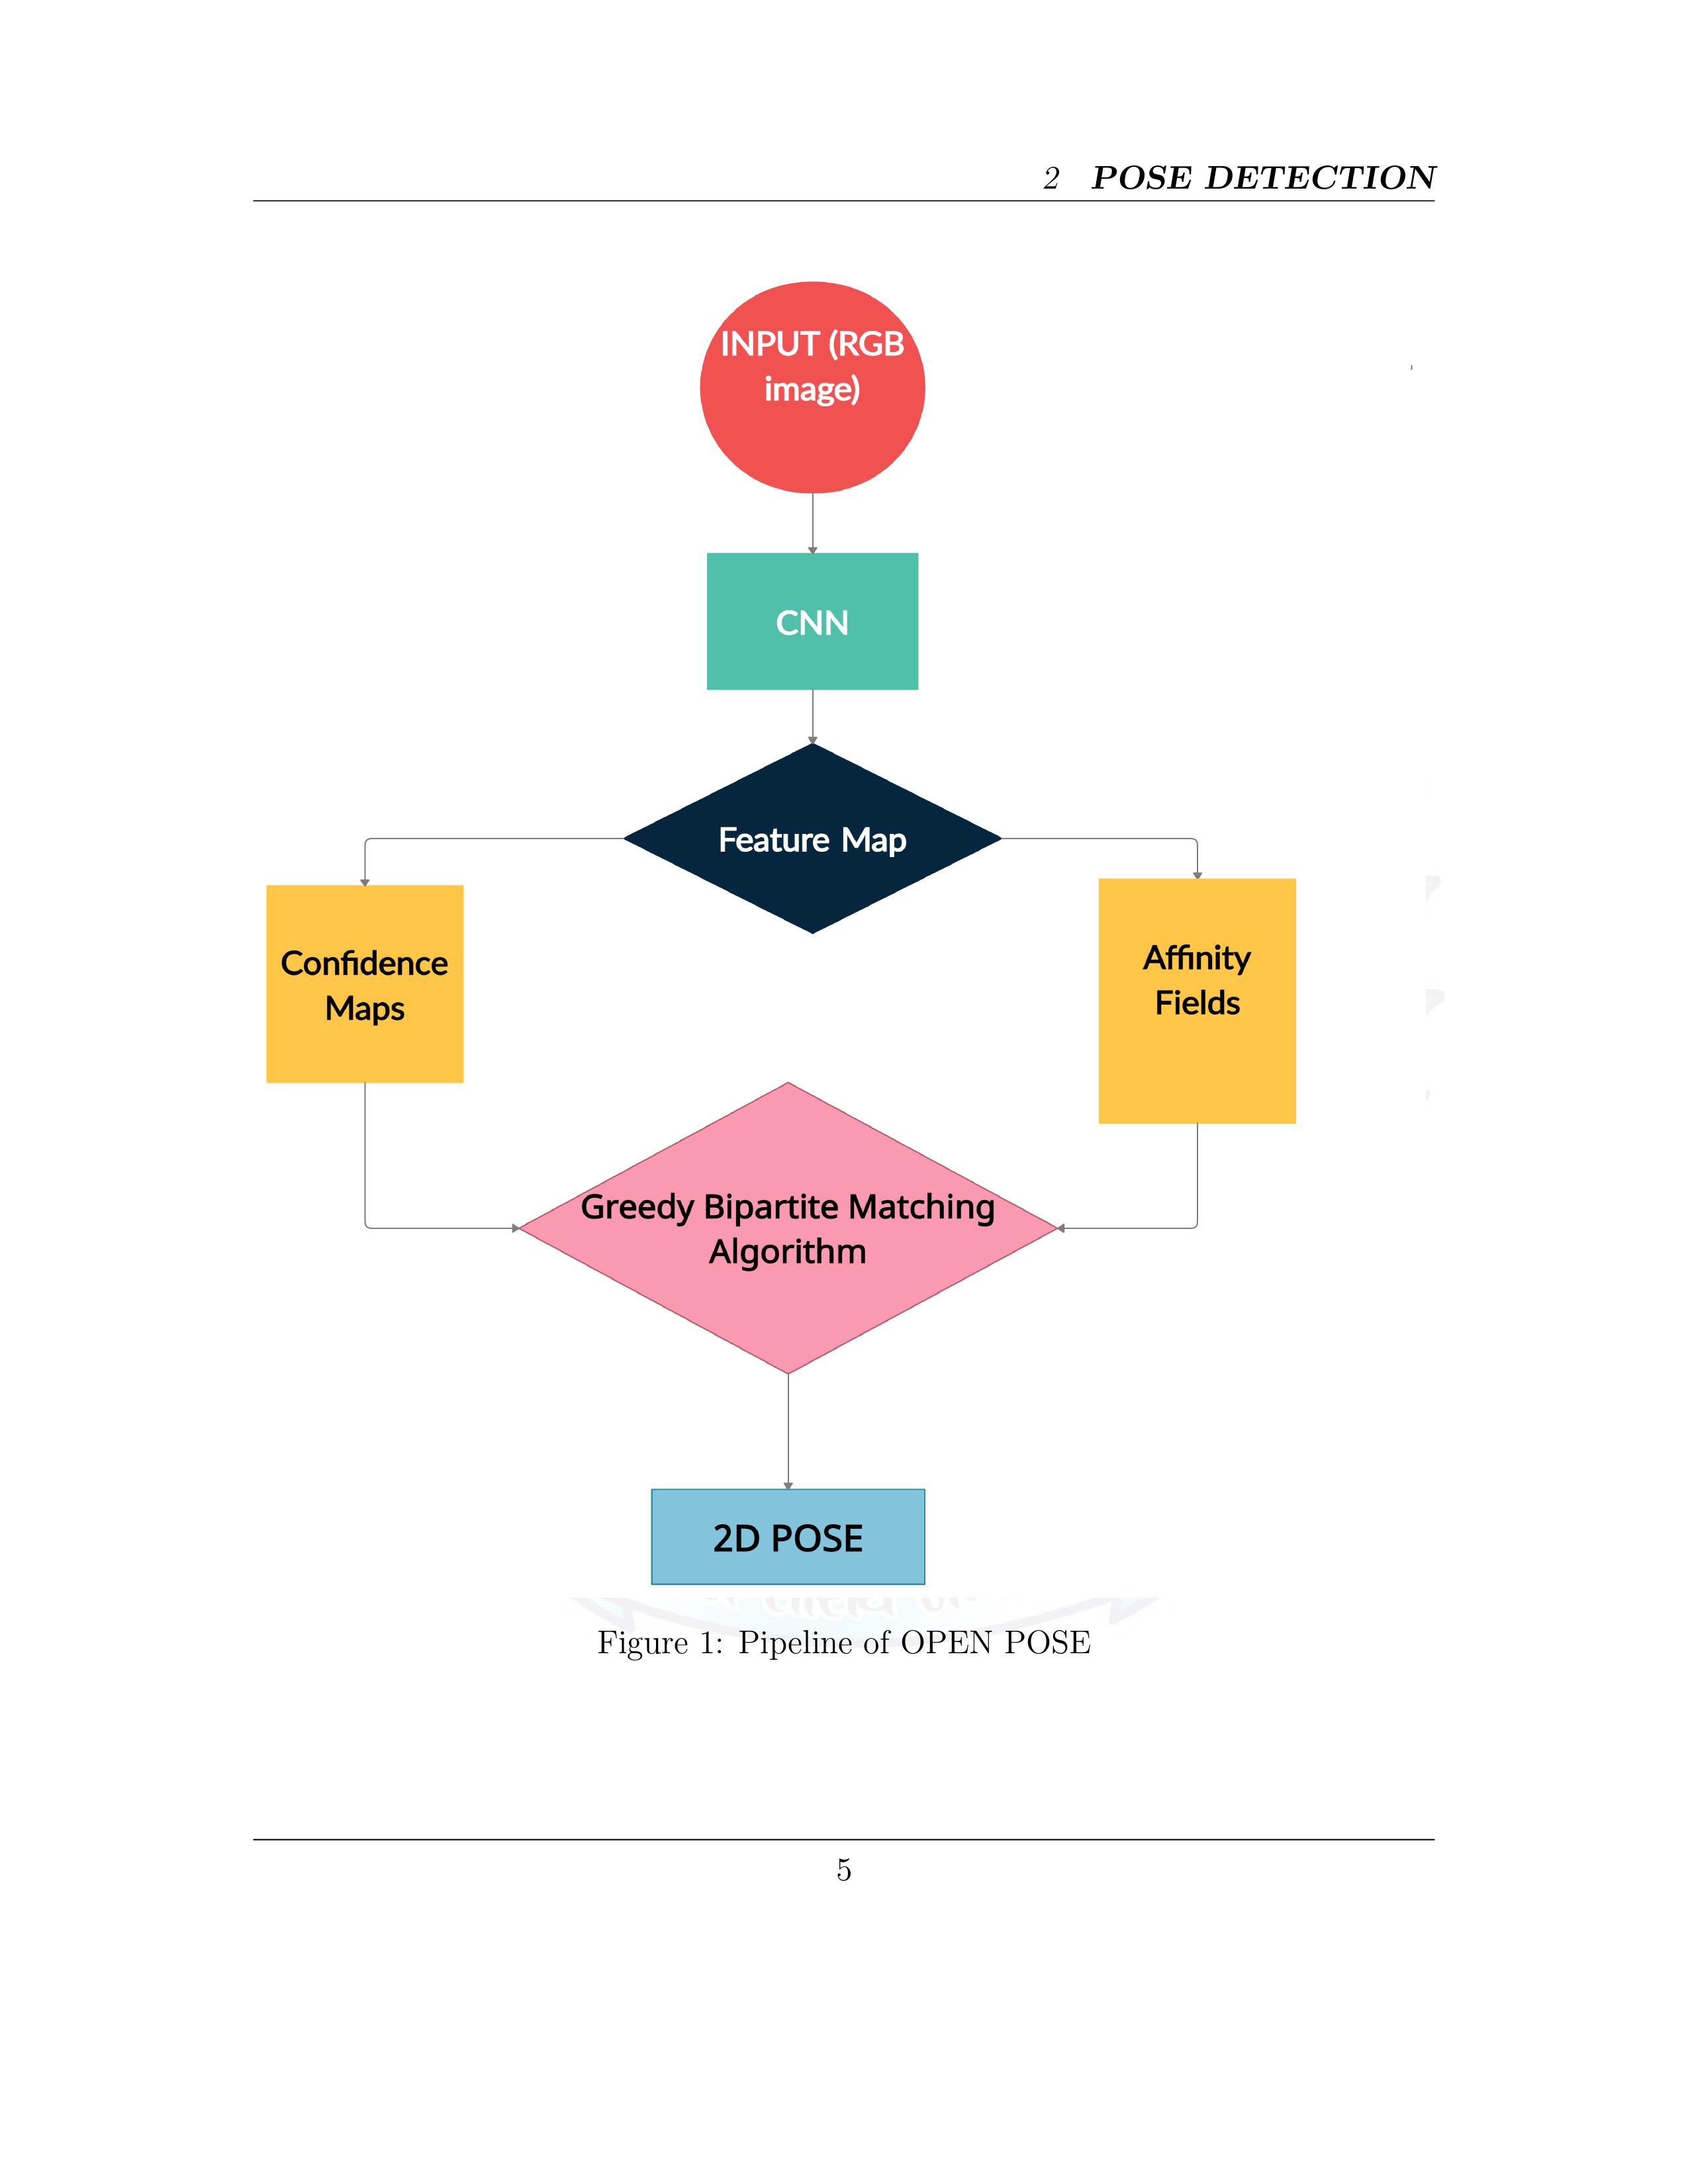 2 POSE DETECTION
INPUT (RGB
image)
CNN
Feature Map
Confidence
Maps
Affinity
Fields
Greedy Bipartite Matching
Algorithm
2D POSE
Figure 1: Pipeline of OPEN POSE
5